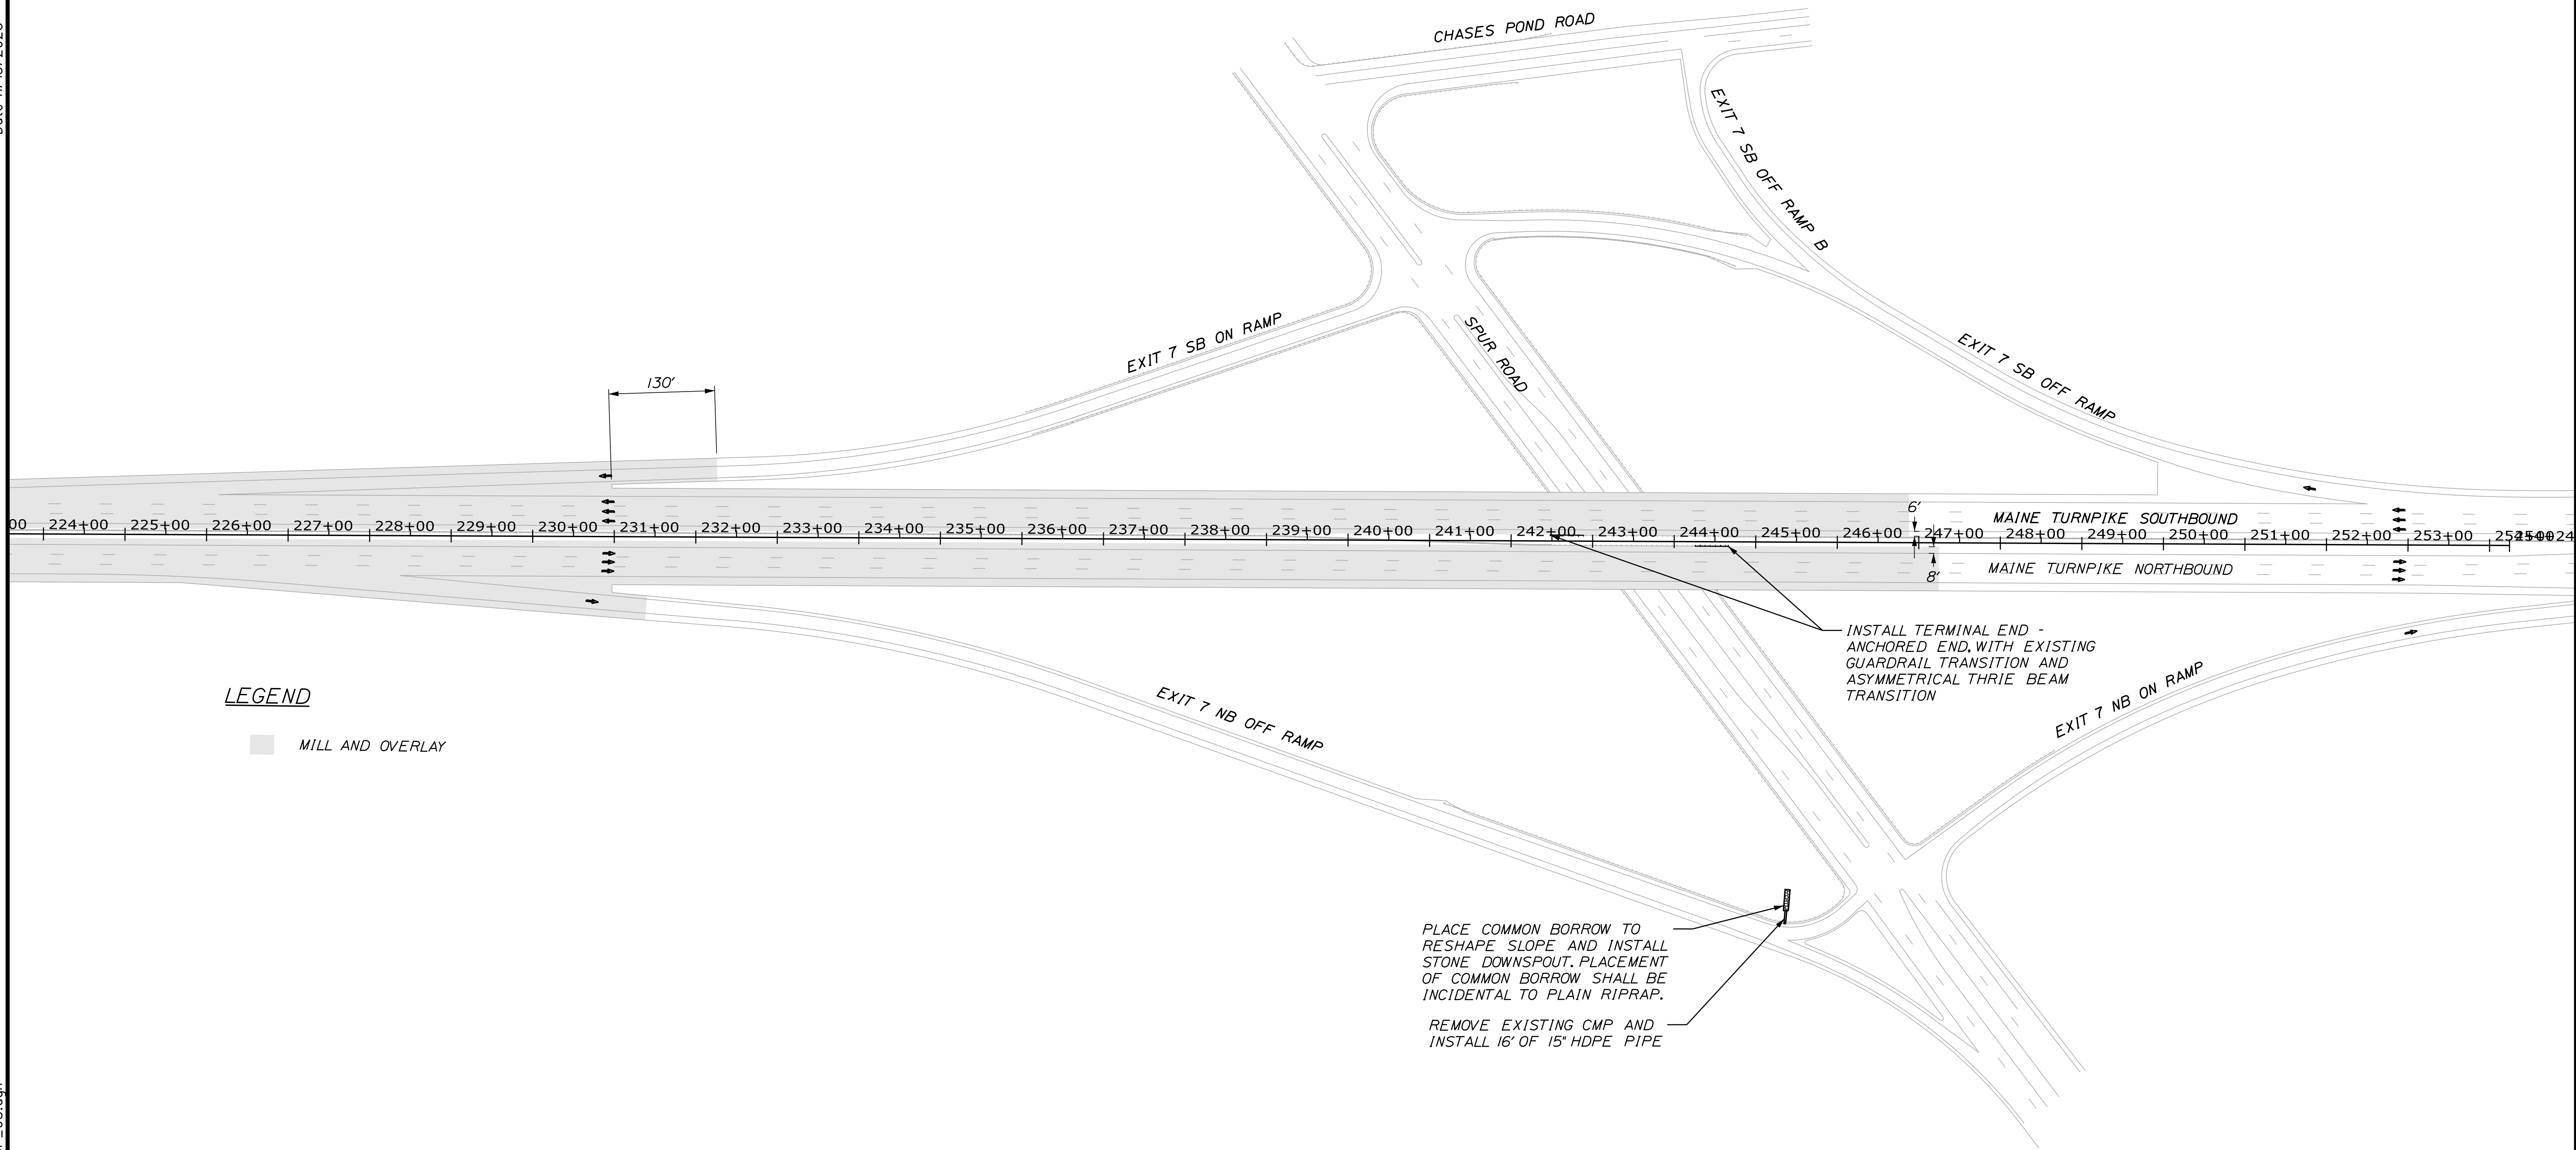 CHASES POND ROAD
EXIT 7 SB OFF RAMP B
EXIT 7 SB ON RAMP
SPUR ROAD
EXIT 7 SB OFF RAMP
130'
6'
MAINE TURNPIKE SOUTHBOUND
00 224+00 225+00 226+00 227+00 228+00 229+00 230+00 231+00 232+00 233+00 234+00 235+00 236+00 237+00 238+00 239+00 240+00 241+00 242+00 243+00 244+00 245+00 246+00 247+00 248+00 249+00 250+00 251+00 252+00 253+00
MAINE TURNPIKE NORTHBOUND
8'
INSTALL TERMINAL END -
ANCHORED END, WITH EXISTING
GUARDRAIL TRANSITION AND
ASYMMETRICAL THRIE BEAM
TRANSITION
LEGEND
MILL AND OVERLAY
EXIT 7 NB OFF RAMP
EXIT 7 NB ON RAMP
PLACE COMMON BORROW TO
RESHAPE SLOPE AND INSTALL
STONE DOWNSPOUT. PLACEMENT
OF COMMON BORROW SHALL BE
INCIDENTAL TO PLAIN RIPRAP.
REMOVE EXISTING CMP AND
INSTALL 16' OF 15" HDPE PIPE